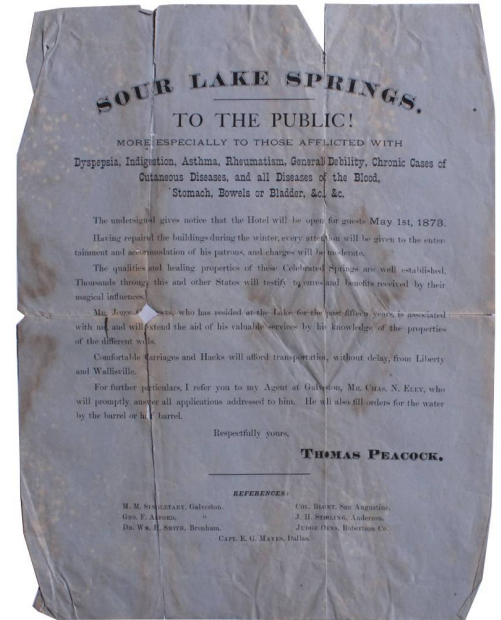 SOUR LAKE SPRINGS.
TO THE PUBLIC!
MORE ESPECIALLY TO THOSE AFFLICTED WITH
Dyspepsia, Indigestion, Asthma, Rheumatism, General Debility, Chronic Cases of
Cutaneous Diseases, and all Diseases of the Blood,
Stomach, Bowels or Bladder, &c., &c.
The undersigned gives notice that the Hotel will be open for guests May 1st, 1873.
Having repaired the buildings during the winter, every attention will be given to the enter-
tainment and accommodation of his patrons, and charges will be moderate.
The qualities and healing properties of these Celebrated Springs are well established.
Thousands through this and other States will testify to cures and benefits received by their
magical influences.
Mr. who has resided at the Lake for the past fifteen years, is associated
with me, and will extend the aid of his valuable services by his knowledge of the properties
of the different wells.
Comfortable Carriages and Hacks will afford transportation, without delay, from Liberty
and Wallisville.
For further particulars, I refer you to my Agent at Galveston, Mr. Chas. N. Eley, who
will promptly answer all applications addressed to him. He will also fill orders for the water
by the barrel or half barrel.
Respectfully yours,
THOMAS PEACOCK.
REFERENCES:
M. M. Singletary, Galveston.
Geo. F. Alford, "
Dr. Wm. H. Smith, Brenham.
Col. Blount, San Augustine.
J. H. Sterling, Anderson.
Judge Robertson Co.
Capt. E. G. Mayes, Dallas.